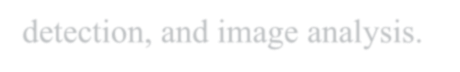 detection, and image analysis.